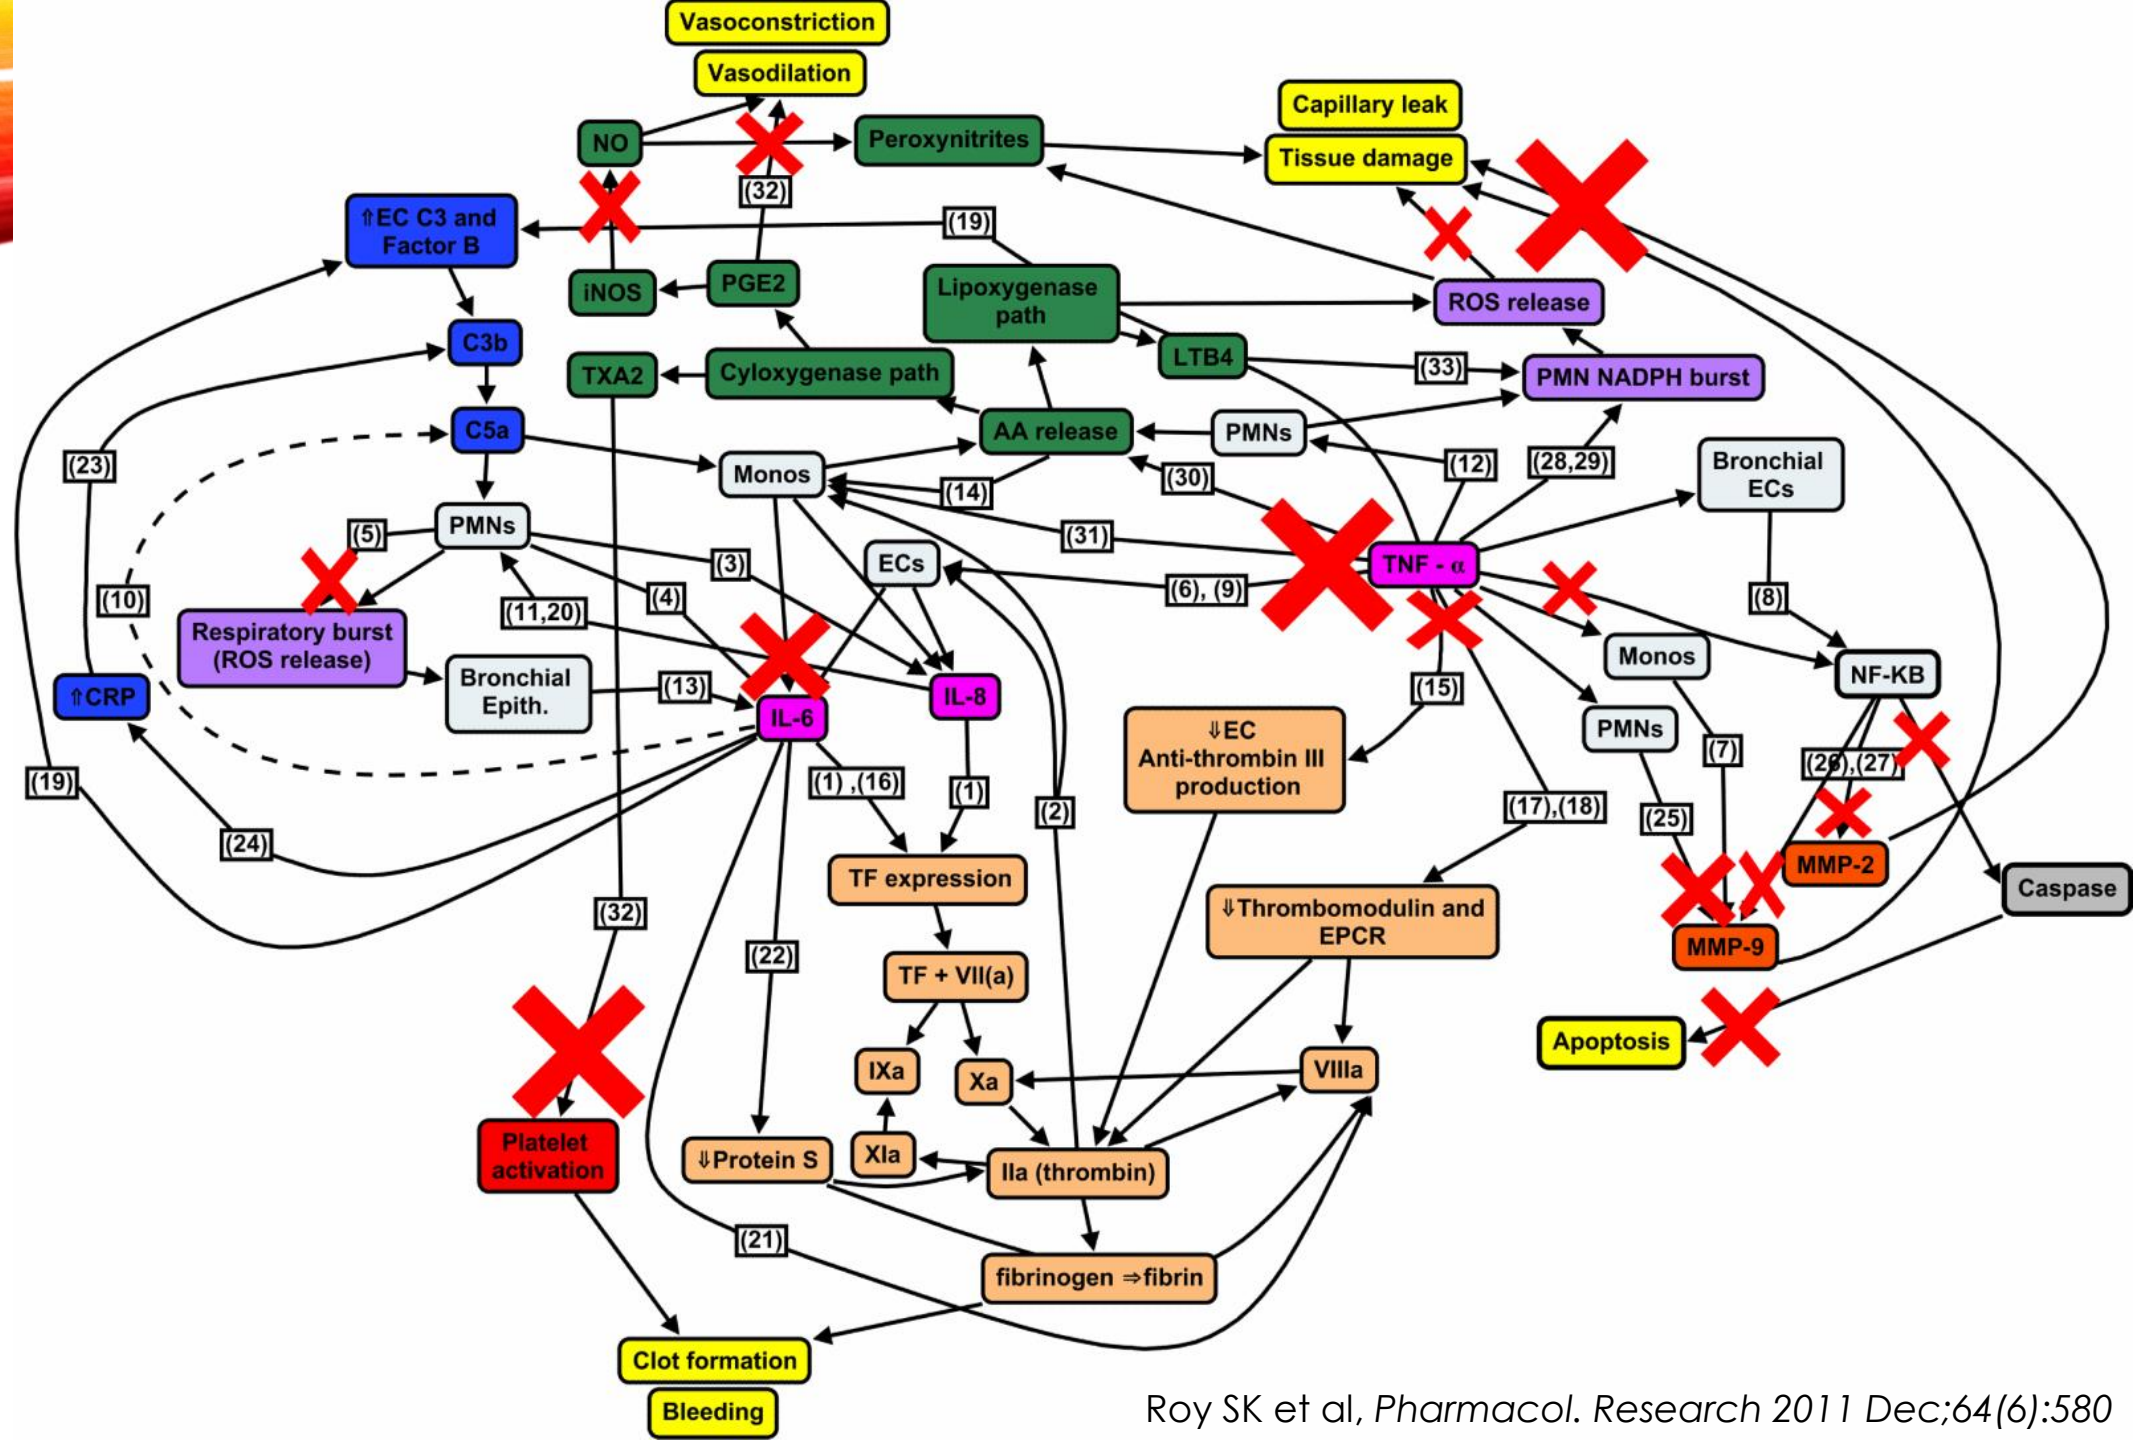 Vasoconstriction
Vasodilation
Capillary leak
Tissue damage
NO
Peroxynitrites
(32)
⇑EC C3 and
Factor B
(19)
iNOS
PGE2
Lipoxygenase
path
ROS release
C3b
TXA2
Cyloxygenase path
LTB4
(33)
PMN NADPH burst
C5a
AA release
PMNs
(23)
Monos
(14)
(30)
(12)
(28,29)
Bronchial
ECs
(5)
PMNs
(3)
ECs
(31)
TNF - α
(10)
(11,20)
(4)
(6), (9)
(8)
Respiratory burst
(ROS release)
Bronchial
Epith.
(13)
⇑CRP
IL-6
IL-8
(15)
Monos
NF-KB
⇓EC
Anti-thrombin III
production
PMNs
(7)
(26),(27)
(19)
(24)
(1) ,(16)
(1)
(2)
(17),(18)
(25)
MMP-2
Caspase
TF expression
(32)
⇓Thrombomodulin and
EPCR
MMP-9
(22)
TF + VII(a)
Apoptosis
IXa
Xa
VIIIa
Platelet
activation
⇓Protein S
XIa
IIa (thrombin)
(21)
fibrinogen ⇒fibrin
Clot formation
Bleeding
Roy SK et al, Pharmacol. Research 2011 Dec;64(6):580